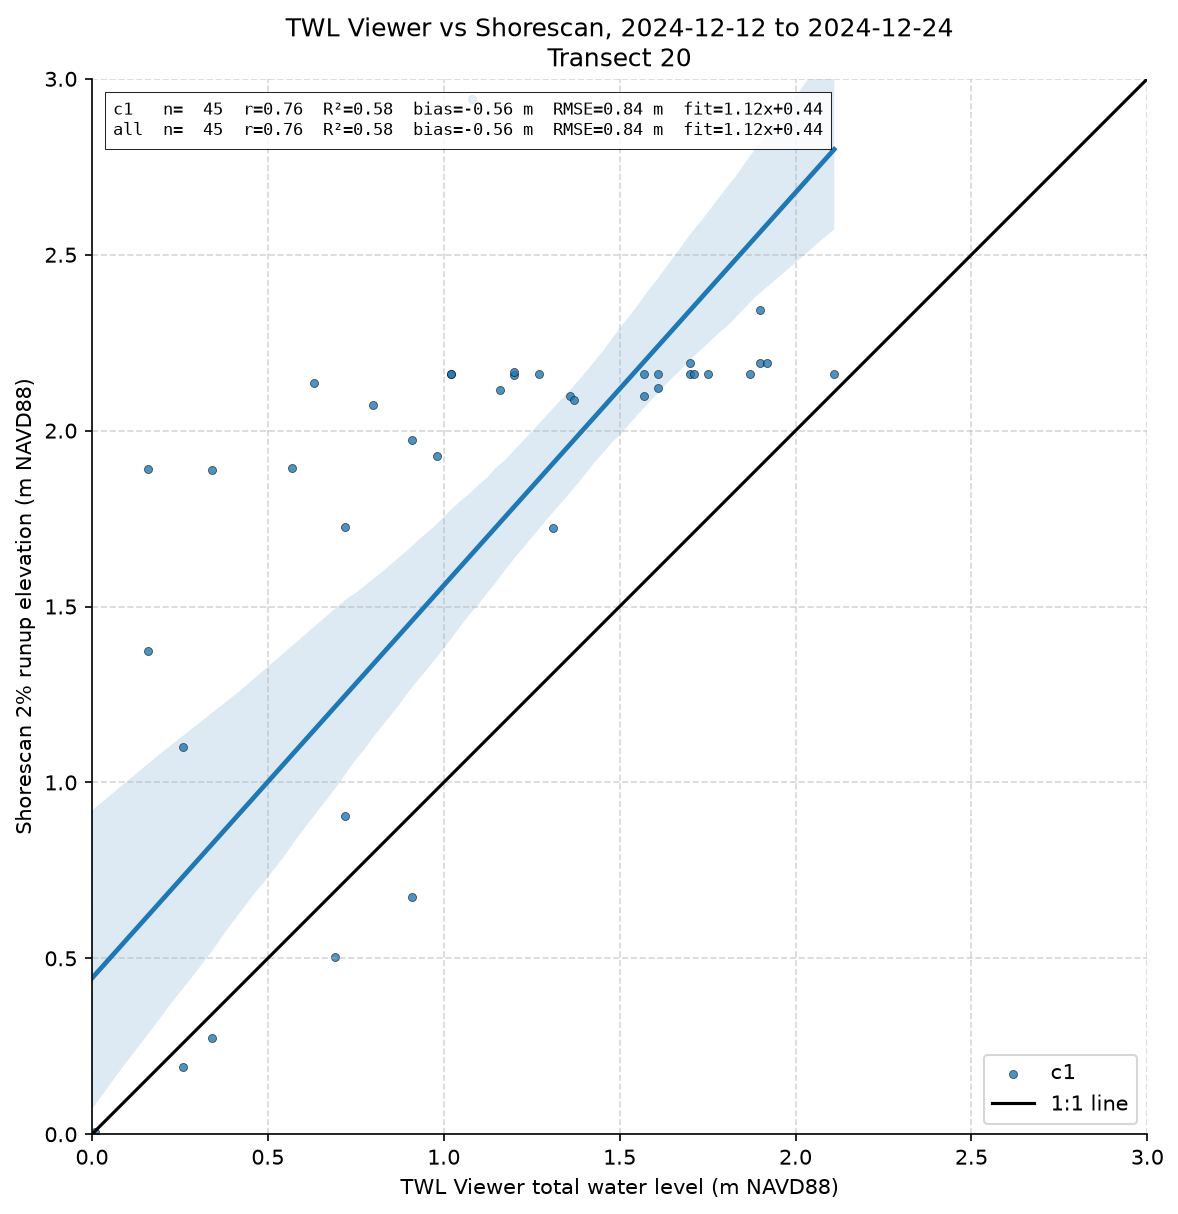 TWL Viewer vs Shorescan, 2024-12-12 to 2024-12-24
Transect 20
c1 n= 45 r=0.76 R²=0.58 bias=-0.56 m RMSE=0.84 m fit=1.12x+0.44
all n= 45 r=0.76 R²=0.58 bias=-0.56 m RMSE=0.84 m fit=1.12x+0.44
3.0
2.5
2.0
1.5
1.0
0.5
0.0
Shorescan 2% runup elevation (m NAVD88)
c1
1:1 line
0.0 0.5 1.0 1.5 2.0 2.5 3.0
TWL Viewer total water level (m NAVD88)